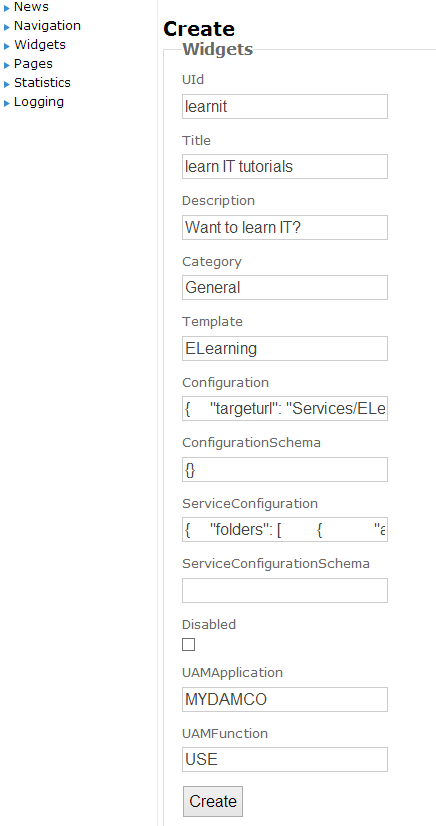 News
Navigation
Widgets
Pages
Statistics
Logging
Create
Widgets
UId
learnit
Title
learn IT tutorials
Description
Want to learn IT?
Category
General
Template
ELearning
Configuration
{ "targeturl": "Services/ELe
ConfigurationSchema
{}
ServiceConfiguration
{ "folders": [ { "a
ServiceConfigurationSchema
Disabled
UAMApplication
MYDAMCO
UAMFunction
USE
Create